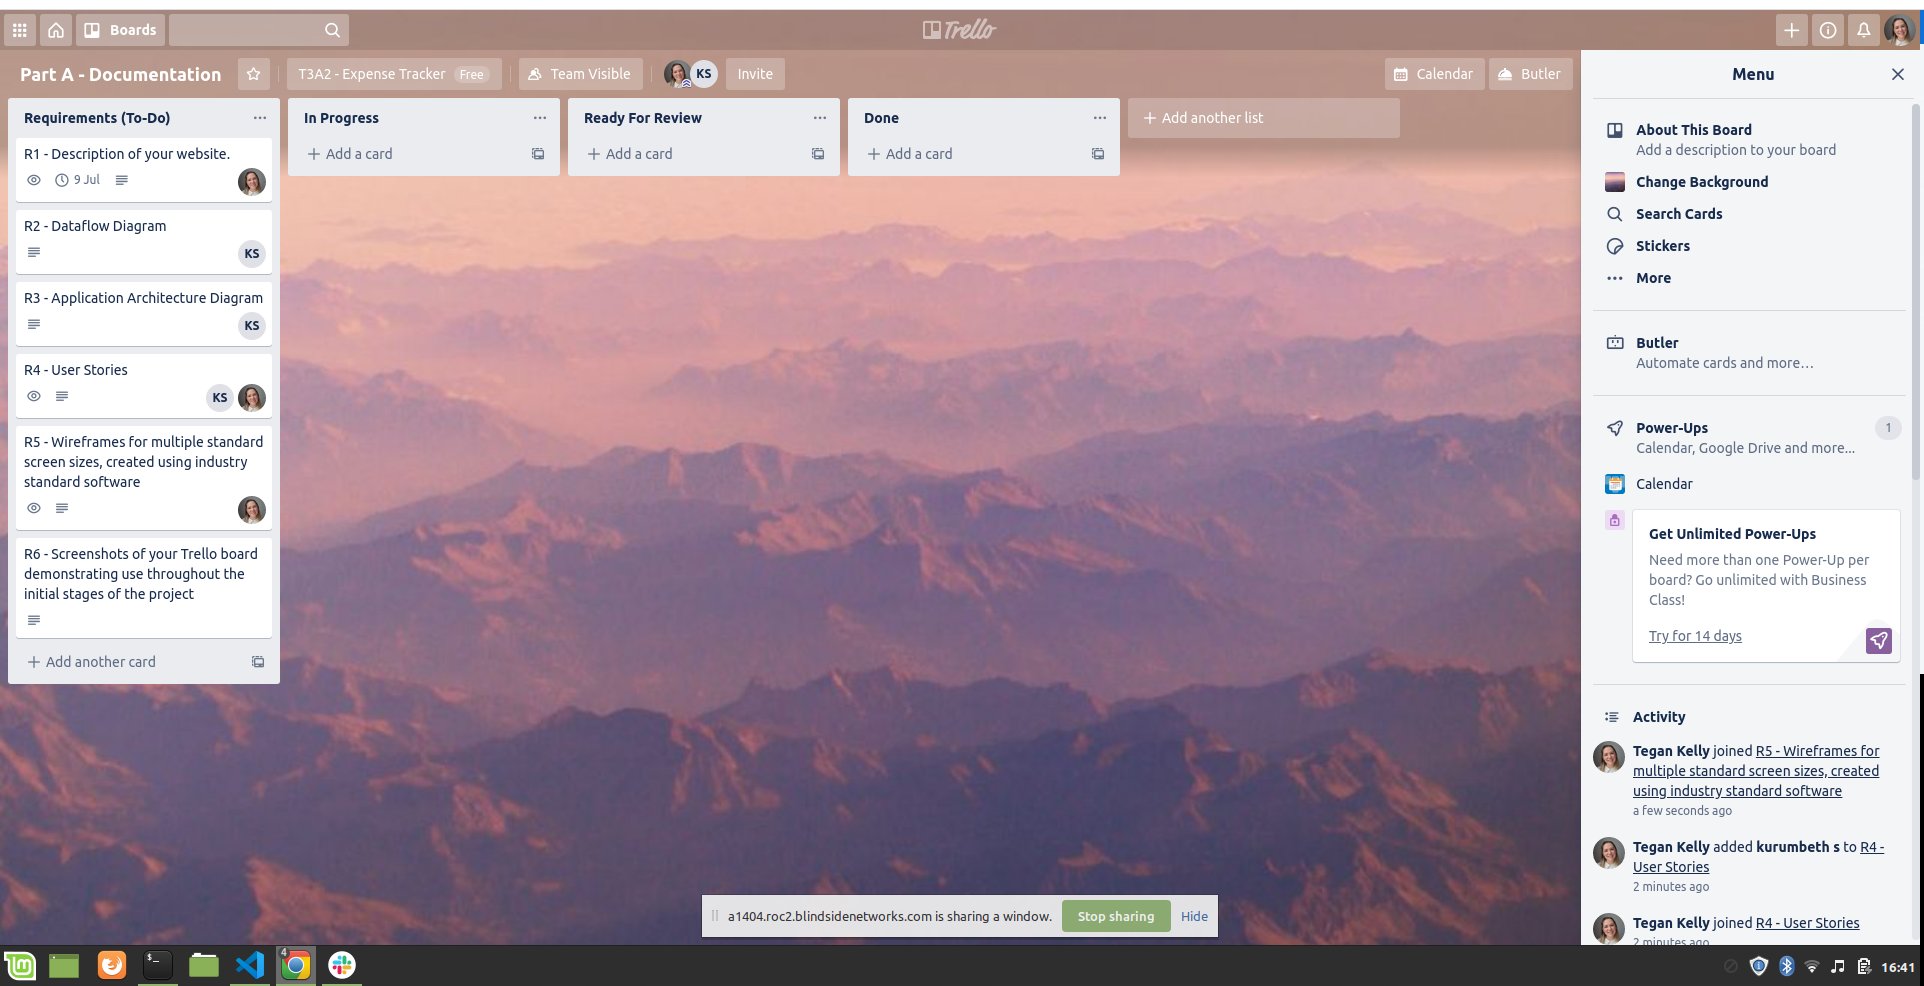 Boards
Trello
Part A - Documentation
T3A2 - Expense Tracker Free
Team Visible
KS
Invite
Calendar
Butler
Requirements (To-Do)
R1 - Description of your website.
9 Jul
R2 - Dataflow Diagram
KS
R3 - Application Architecture Diagram
KS
R4 - User Stories
KS
R5 - Wireframes for multiple standard
screen sizes, created using industry
standard software
R6 - Screenshots of your Trello board
demonstrating use throughout the
initial stages of the project
+ Add another card
In Progress
+ Add a card
Ready For Review
+ Add a card
Done
+ Add a card
+ Add another list
Menu
About This Board
Add a description to your board
Change Background
Search Cards
Stickers
More
Butler
Automate cards and more…
Power-Ups
1
Calendar, Google Drive and more...
Calendar
Get Unlimited Power-Ups
Need more than one Power-Up per
board? Go unlimited with Business
Class!
Try for 14 days
Activity
Tegan Kelly joined R5 - Wireframes for
multiple standard screen sizes, created
using industry standard software
a few seconds ago
Tegan Kelly added kurumbeth s to R4 -
User Stories
2 minutes ago
Tegan Kelly joined R4 - User Stories
2 minutes ago
a1404.roc2.blindsidenetworks.com is sharing a window.
Stop sharing
Hide
4
16:41